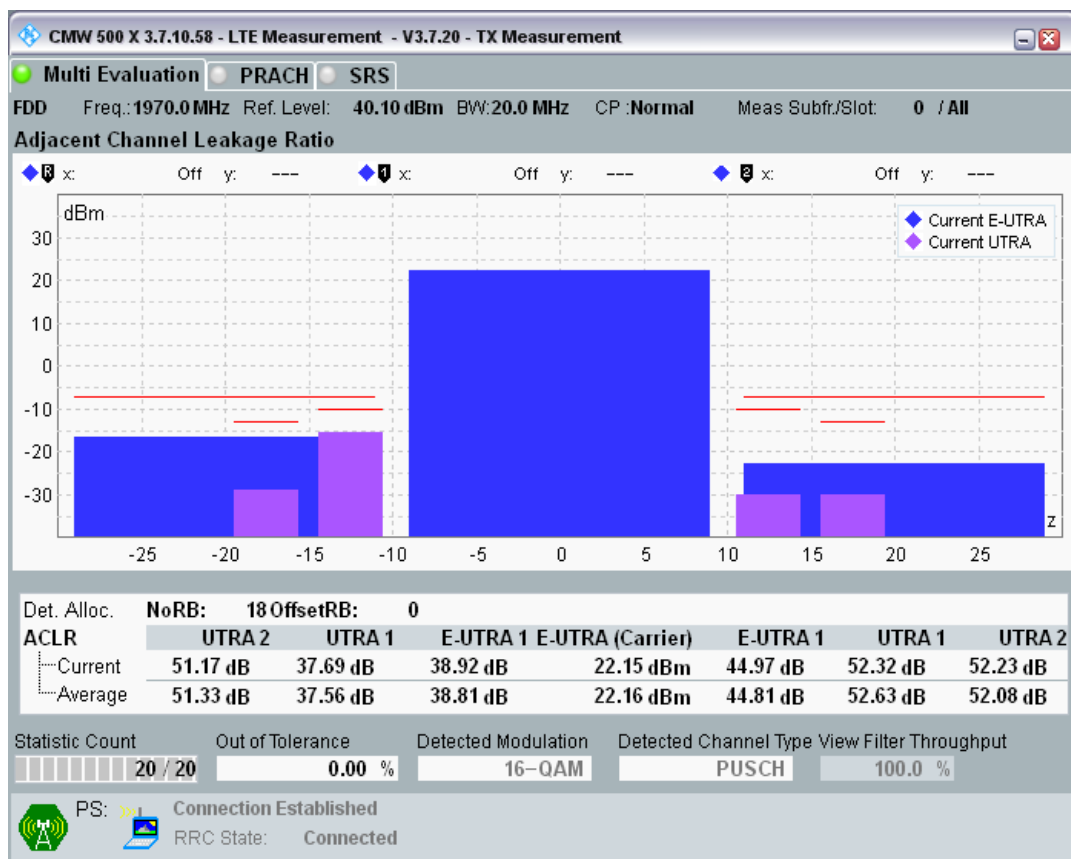 CMW 500 X 3.7.10.58 - LTE Measurement - V3.7.20 - TX Measurement
Multi Evaluation PRACH SRS
FDD Freq.: 1970.0 MHz Ref. Level: 40.10 dBm BW: 20.0 MHz CP : Normal Meas Subfr./Slot: 0 / All
Adjacent Channel Leakage Ratio
R x: Off y: --- 1 x: Off y: --- 2 x: Off y: ---
dBm
Current E-UTRA
Current UTRA
30
20
10
0
-10
-20
-30
z
-25 -20 -15 -10 -5 0 5 10 15 20 25
Det. Alloc. NoRB: 18 OffsetRB: 0
ACLR UTRA 2 UTRA 1 E-UTRA 1 E-UTRA (Carrier) E-UTRA 1 UTRA 1 UTRA 2
Current 51.17 dB 37.69 dB 38.92 dB 22.15 dBm 44.97 dB 52.32 dB 52.23 dB
Average 51.33 dB 37.56 dB 38.81 dB 22.16 dBm 44.81 dB 52.63 dB 52.08 dB
Statistic Count Out of Tolerance Detected Modulation Detected Channel Type View Filter Throughput
20 / 20 0.00 % 16-QAM PUSCH 100.0 %
PS: Connection Established
RRC State: Connected